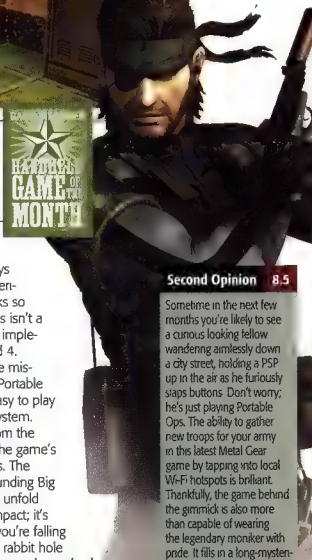 HANDHELD
GAME OF
THE
MONTH
ys
eri-
ks so
s isn't a
imple-
d 4.
e mis-
Portable
asy to play
ystem.
om the
he game's
s. The
unding Big
unfold
npact; it's
you're falling
rabbit hole
Second Opinion 8.5
Sometime in the next few
months you're likely to see
a curious looking fellow
wandering aimlessly down
a city street, holding a PSP
up in the air as he furiously
slaps buttons. Don't worry;
he's just playing Portable
Ops. The ability to gather
new troops for your army
in this latest Metal Gear
game by tapping into local
Wi-Fi hotspots is brilliant.
Thankfully, the game behind
the gimmick is also more
than capable of wearing
the legendary moniker with
pride. It fills in a long-mysteri-